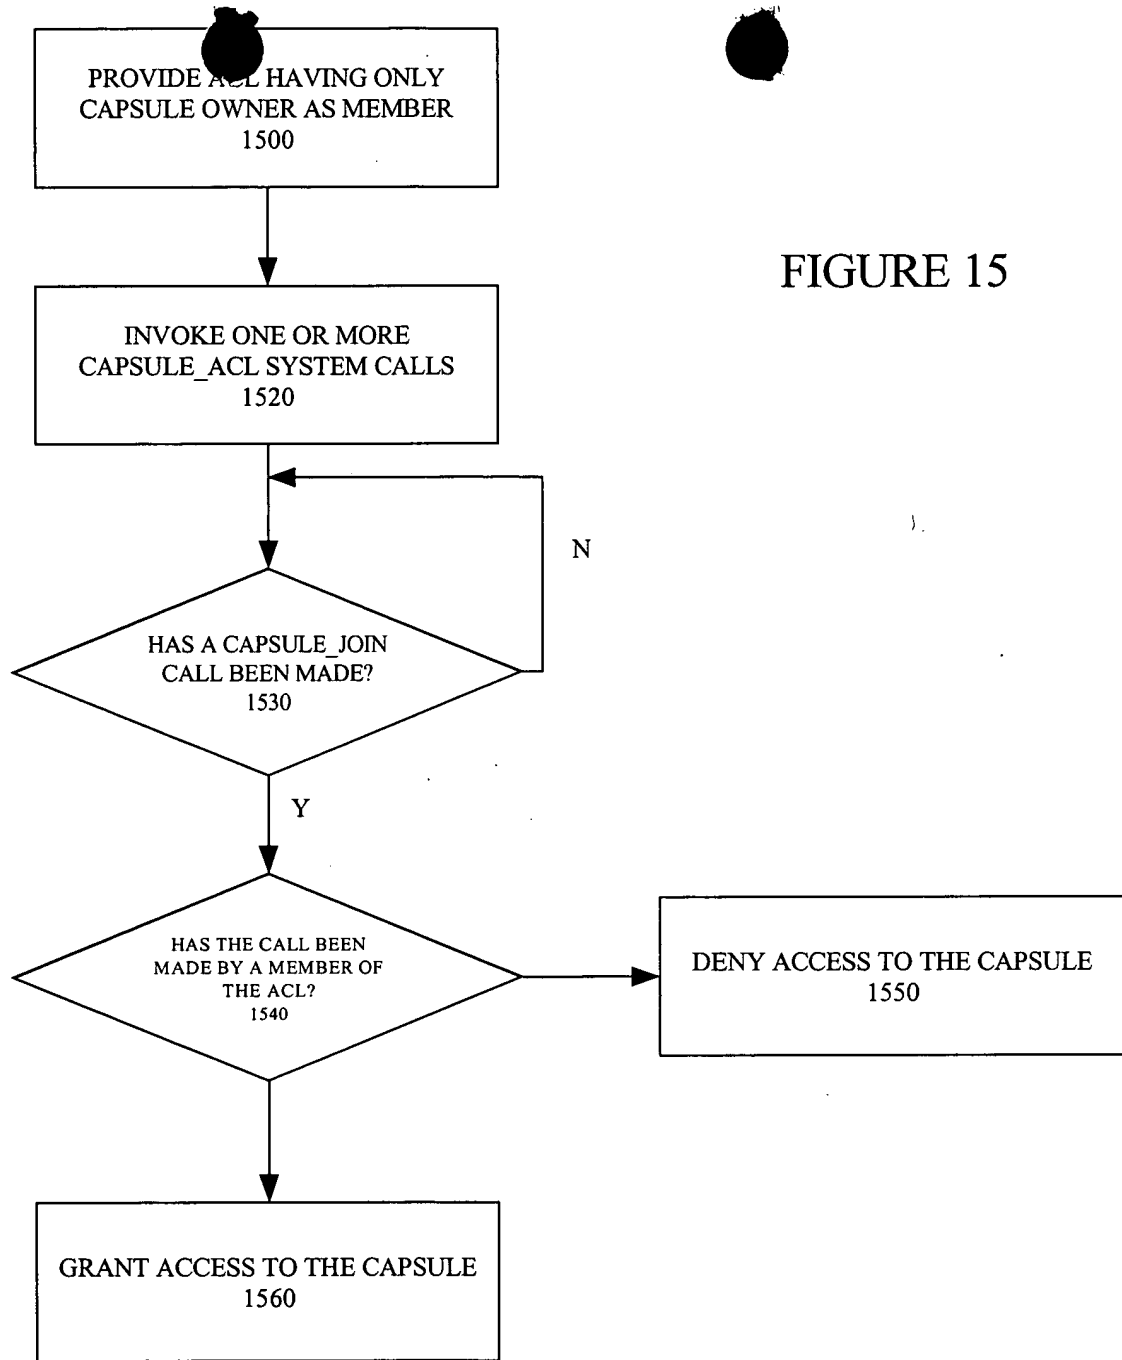 PROVIDE ACL HAVING ONLY
CAPSULE OWNER AS MEMBER
1500
FIGURE 15
INVOKE ONE OR MORE
CAPSULE_ACL SYSTEM CALLS
1520
N
HAS A CAPSULE_JOIN
CALL BEEN MADE?
1530
Y
HAS THE CALL BEEN
MADE BY A MEMBER OF
THE ACL?
1540
DENY ACCESS TO THE CAPSULE
1550
GRANT ACCESS TO THE CAPSULE
1560